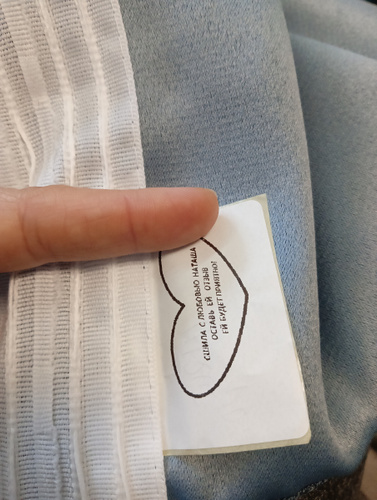 СШИЛА С ЛЮБОВЬЮ НАТАША
ОСТАВЬ ЕЙ ОТЗЫВ
ЕЙ БУДЕТ ПРИЯТНО!